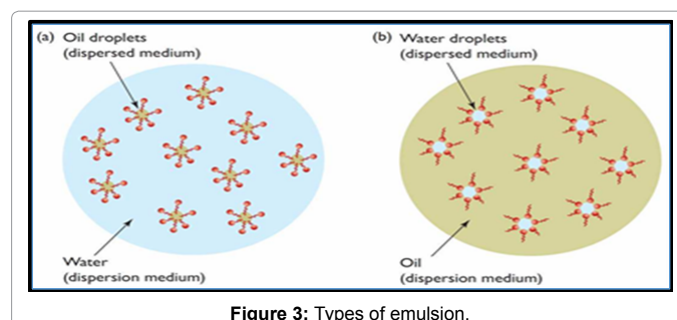 (a) Oil droplets
(dispersed medium)
Water
(dispersion medium)
(b) Water droplets
(dispersed medium)
Oil
(dispersion medium)
Figure 3: Types of emulsion.